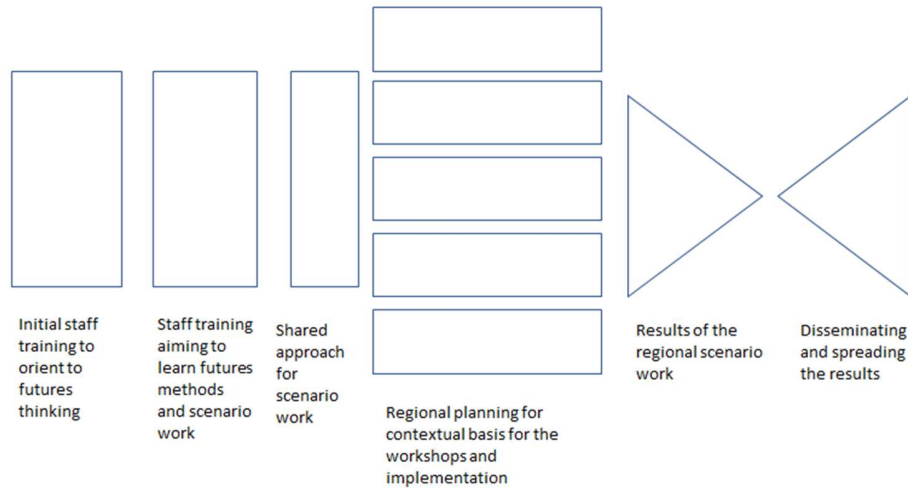 Initial staff
training to
orient to
futures
thinking
Staff training
aiming to
learn futures
methods
and scenario
work
Shared
approach
for
scenario
work
Regional planning for
contextual basis for the
workshops and
implementation
Results of the
regional scenario
work
Disseminating
and spreading
the results